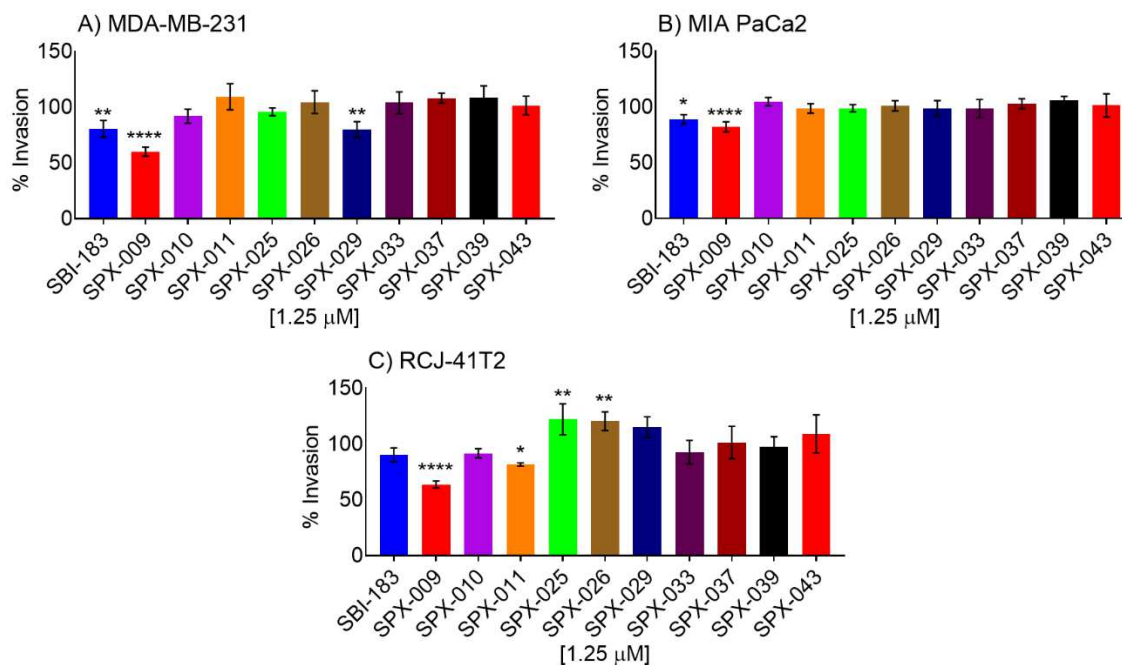 A) MDA-MB-231
% Invasion
150
100
50
0
** **** **
SBI-183 SPX-009 SPX-010 SPX-011 SPX-025 SPX-026 SPX-029 SPX-033 SPX-037 SPX-039 SPX-043
[1.25 μM]
B) MIA PaCa2
% Invasion
150
100
50
0
* ****
SBI-183 SPX-009 SPX-010 SPX-011 SPX-025 SPX-026 SPX-029 SPX-033 SPX-037 SPX-039 SPX-043
[1.25 μM]
C) RCJ-41T2
% Invasion
150
100
50
0
**** * ** **
SBI-183 SPX-009 SPX-010 SPX-011 SPX-025 SPX-026 SPX-029 SPX-033 SPX-037 SPX-039 SPX-043
[1.25 μM]